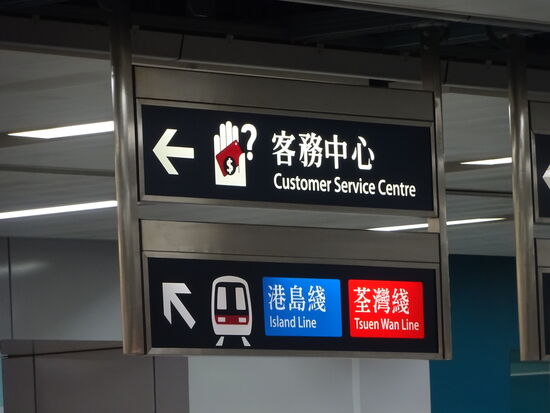 ?
$
客務中心
Customer Service Centre
港島綫
Island Line
荃灣綫
Tsuen Wan Line